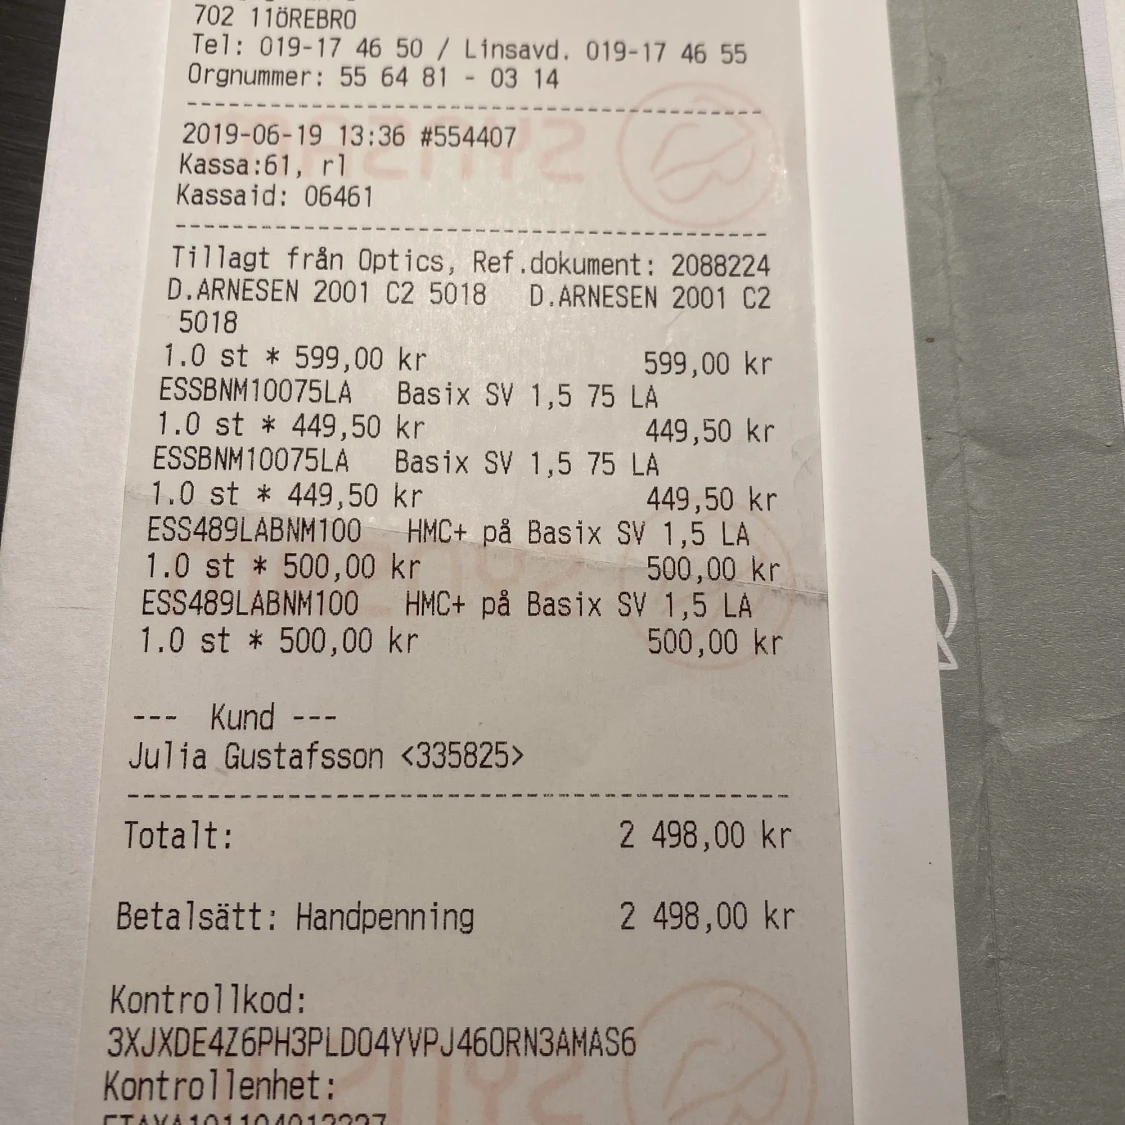 702 11ÖREBRO
Tel: 019-17 46 50 / Linsavd. 019-17 46 55
Orgnummer: 55 64 81 - 03 14
2019-06-19 13:36 #554407
Kassa:61, rl
Kassaid: 06461
Tillagt från Optics, Ref.dokument: 2088224
D.ARNESEN 2001 C2 5018 D.ARNESEN 2001 C2
5018
1.0 st * 599,00 kr 599,00 kr
ESSBNM10075LA Basix SV 1,5 75 LA
1.0 st * 449,50 kr 449,50 kr
ESSBNM10075LA Basix SV 1,5 75 LA
1.0 st * 449,50 kr 449,50 kr
ESS489LABNM100 HMC+ på Basix SV 1,5 LA
1.0 st * 500,00 kr 500,00 kr
ESS489LABNM100 HMC+ på Basix SV 1,5 LA
1.0 st * 500,00 kr 500,00 kr
--- Kund ---
Julia Gustafsson <335825>
Totalt: 2 498,00 kr
Betalsätt: Handpenning 2 498,00 kr
Kontrollkod:
3XJXDE4Z6PH3PLDO4YVPJ46ORN3AMAS6
Kontrollenhet: